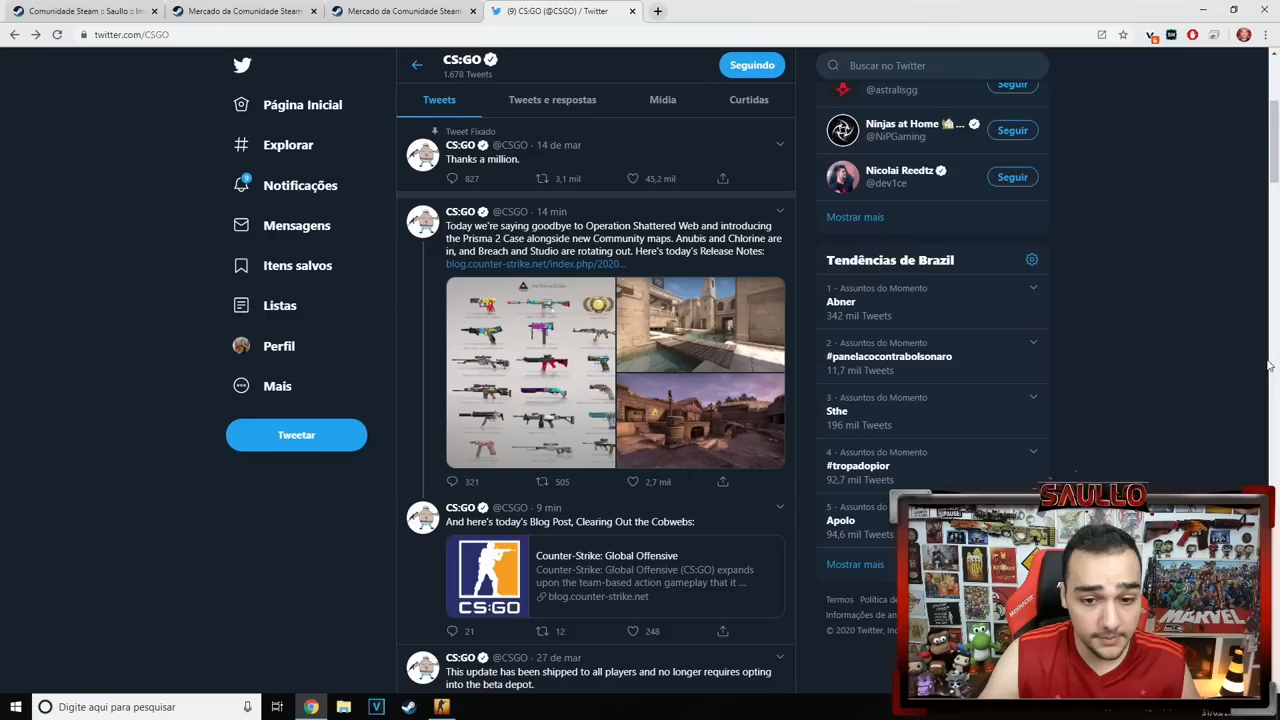 Comunidade Steam :: Saullo :: In
Mercado da Comunidade Steam
Mercado da Comunidade Steam
(9) CS:GO (@CSGO) / Twitter
twitter.com/CSGO
Página Inicial
Explorar
9
Notificações
Mensagens
Itens salvos
Listas
Perfil
Mais
Tweetar
CS:GO
1.678 Tweets
Seguindo
Tweets
Tweets e respostas
Mídia
Curtidas
Tweet Fixado
CS:GO @CSGO · 14 de mar
Thanks a million.
827
3,1 mil
45,2 mil
CS:GO @CSGO · 14 min
Today we're saying goodbye to Operation Shattered Web and introducing
the Prisma 2 Case alongside new Community maps. Anubis and Chlorine are
in, and Breach and Studio are rotating out. Here's today's Release Notes:
blog.counter-strike.net/index.php/2020...
321
505
2,7 mil
CS:GO @CSGO · 9 min
And here's today's Blog Post, Clearing Out the Cobwebs:
CS:GO
Counter-Strike: Global Offensive
Counter-Strike: Global Offensive (CS:GO) expands
upon the team-based action gameplay that it ...
blog.counter-strike.net
21
12
248
CS:GO @CSGO · 27 de mar
This update has been shipped to all players and no longer requires opting
into the beta depot.
Buscar no Twitter
@astralisgg
Seguir
Ninjas at Home ...
@NiPGaming
Seguir
Nicolai Reedtz
@dev1ce
Seguir
Mostrar mais
Tendências de Brazil
1 · Assuntos do Momento
Abner
342 mil Tweets
2 · Assuntos do Momento
#panelacocontrabolsonaro
11,7 mil Tweets
3 · Assuntos do Momento
Sthe
196 mil Tweets
4 · Assuntos do Momento
#tropadopior
92,7 mil Tweets
5 · Assuntos do Momento
Apolo
94,6 mil Tweets
Mostrar mais
Termos Política de
Informações de an
© 2020 Twitter, Inc
SAULLO
MARVEL
Digite aqui para pesquisar